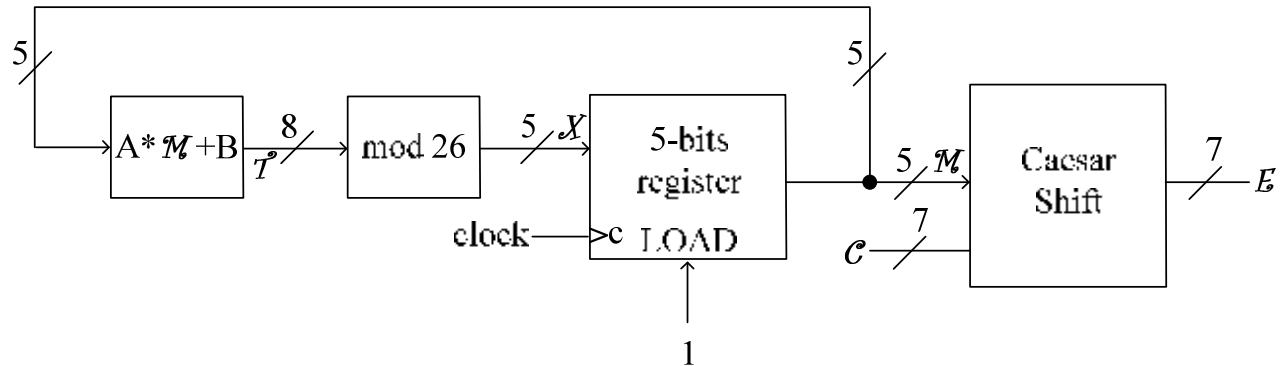 5
5
A* M +B
8
T
mod 26
5
X
5-bits
register
LOAD
clock
c
1
5
M
7
C
Caesar
Shift
7
E